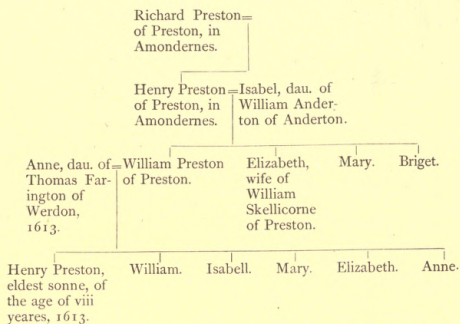 Richard Preston=
of Preston, in
Amondernes.
Henry Preston=Isabel, dau. of
of Preston, in
Amondernes.
William Ander-
ton of Anderton.
Anne, dau. of=William Preston
Thomas Far-
ington of
Werdon,
1613.
of Preston.
Elizabeth,
wife of
William
Skellicorne
of Preston.
Mary.
Briget.
Henry Preston,
eldest sonne, of
the age of viii
yeares, 1613.
William.
Isabell.
Mary.
Elizabeth.
Anne.